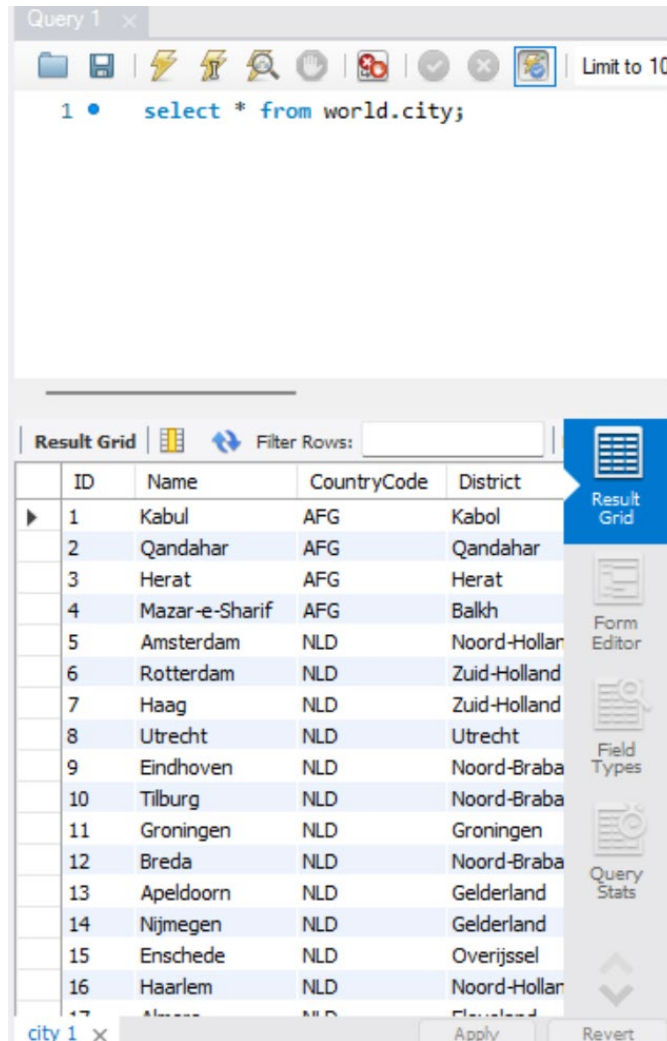 Query 1
Limit to 10
1 select * from world.city;
Result Grid Filter Rows:
ID Name CountryCode District
1 Kabul AFG Kabol
2 Qandahar AFG Qandahar
3 Herat AFG Herat
4 Mazar-e-Sharif AFG Balkh
5 Amsterdam NLD Noord-Hollan
6 Rotterdam NLD Zuid-Holland
7 Haag NLD Zuid-Holland
8 Utrecht NLD Utrecht
9 Eindhoven NLD Noord-Braba
10 Tilburg NLD Noord-Braba
11 Groningen NLD Groningen
12 Breda NLD Noord-Braba
13 Apeldoorn NLD Gelderland
14 Nijmegen NLD Gelderland
15 Enschede NLD Overijssel
16 Haarlem NLD Noord-Hollan
Result
Grid
Form
Editor
Field
Types
Query
Stats
city 1 Apply Revert